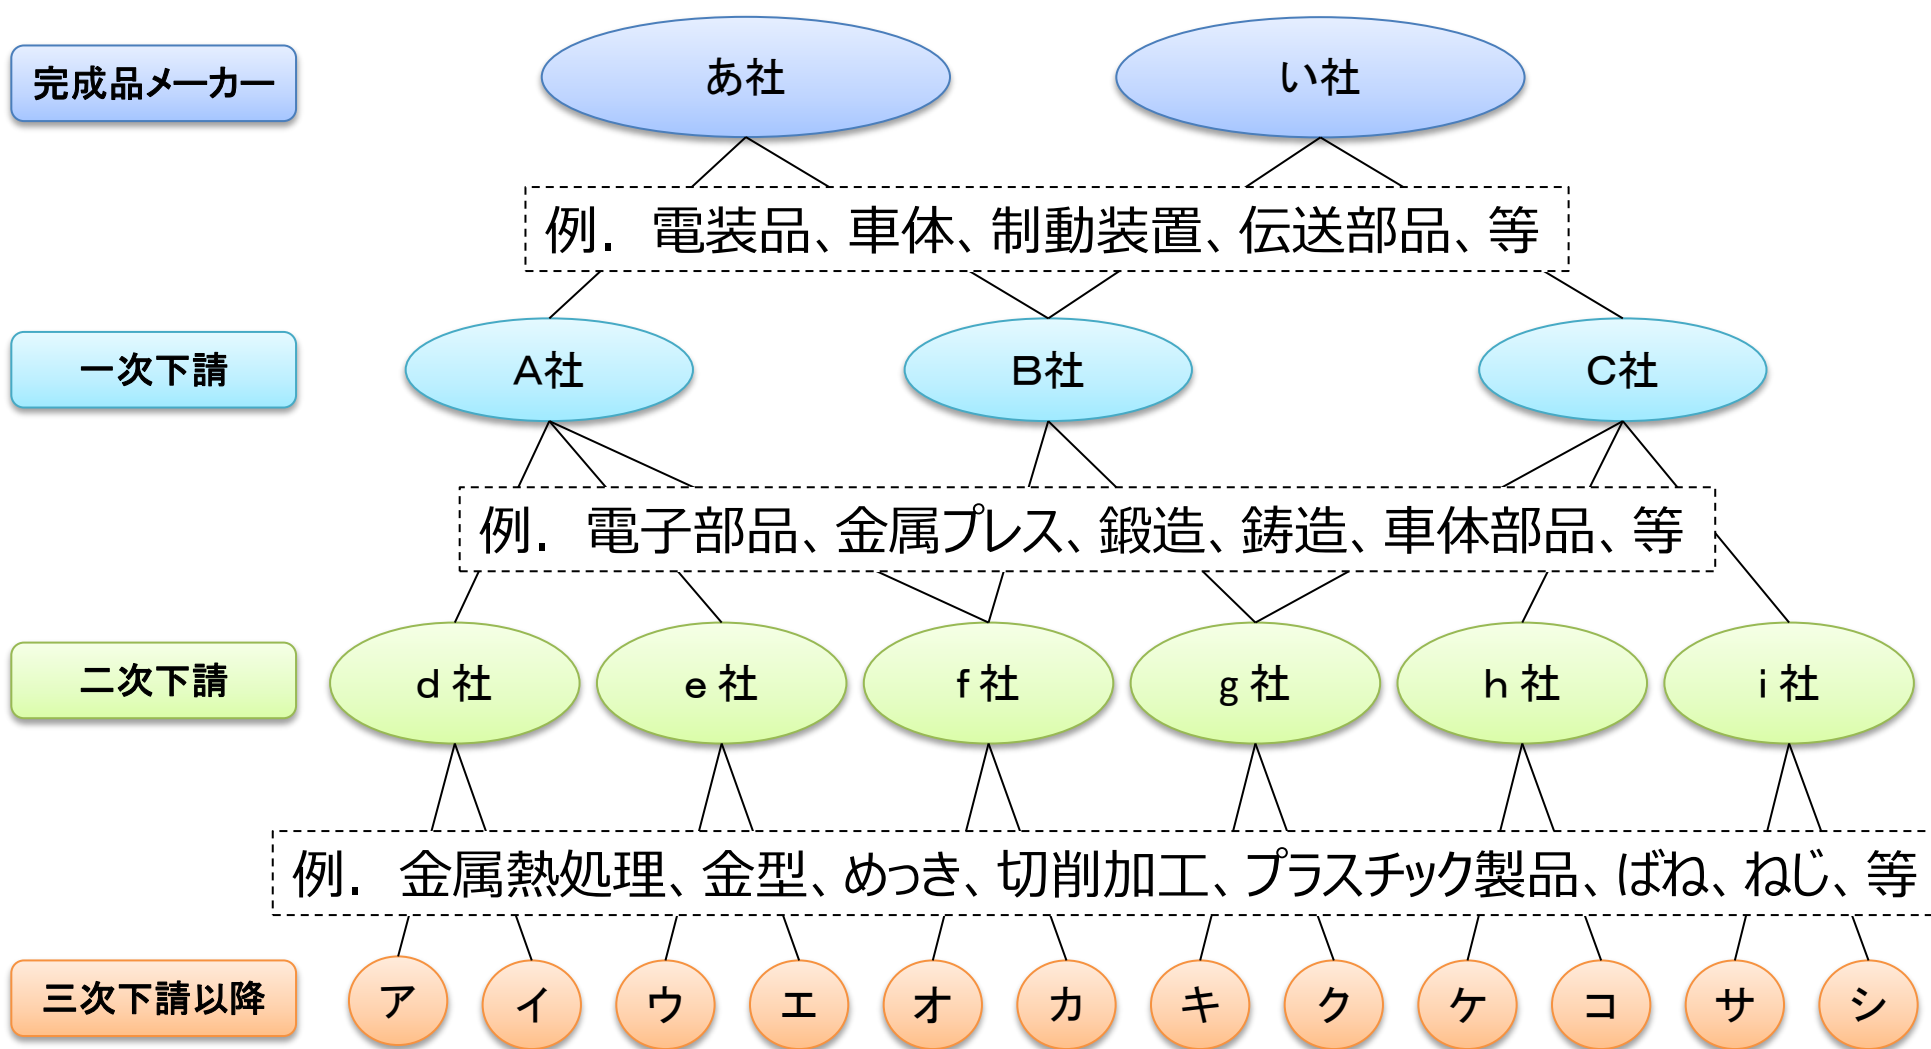 完成品メーカー
あ社
い社
例． 電装品、車体、制動装置、伝送部品、等
一次下請
A社
B社
C社
例． 電子部品、金属プレス、鍛造、鋳造、車体部品、等
二次下請
d 社
e 社
f 社
g 社
h 社
i 社
例． 金属熱処理、金型、めっき、切削加工、プラスチック製品、ばね、ねじ、等
三次下請以降
ア
イ
ウ
エ
オ
カ
キ
ク
ケ
コ
サ
シ